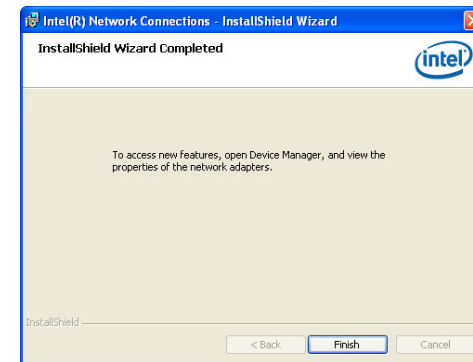 Intel(R) Network Connections - InstallShield Wizard
InstallShield Wizard Completed
intel
To access new features, open Device Manager, and view the
properties of the network adapters.
InstallShield
< Back Finish Cancel